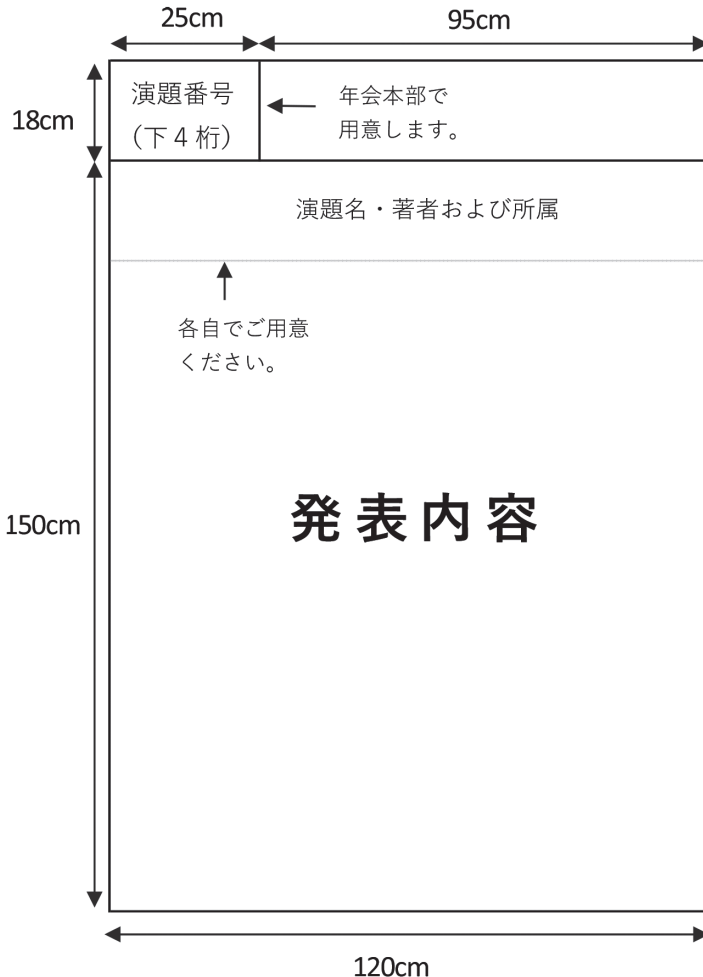 25cm
95cm
18cm
演題番号
（下４桁）
年会本部で
用意します。
演題名・著者および所属
各自でご用意
ください。
150cm
発表内容
120cm